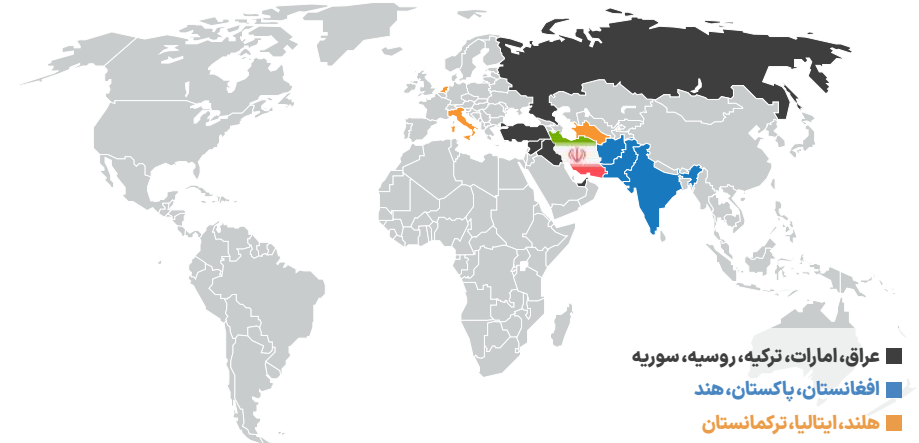 عراق، امارات، ترکیه، روسیه، سوریه
افغانستان، پاکستان، هند
هلند، ایتالیا، ترکمانستان